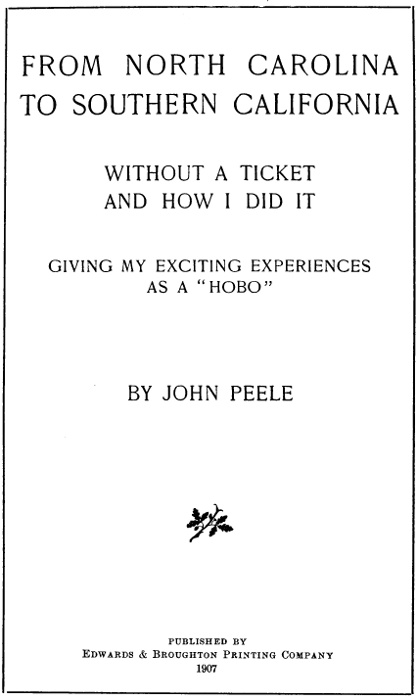 FROM NORTH CAROLINA
TO SOUTHERN CALIFORNIA
WITHOUT A TICKET
AND HOW I DID IT
GIVING MY EXCITING EXPERIENCES
AS A “HOBO”
BY JOHN PEELE
PUBLISHED BY
EDWARDS & BROUGHTON PRINTING COMPANY
1907